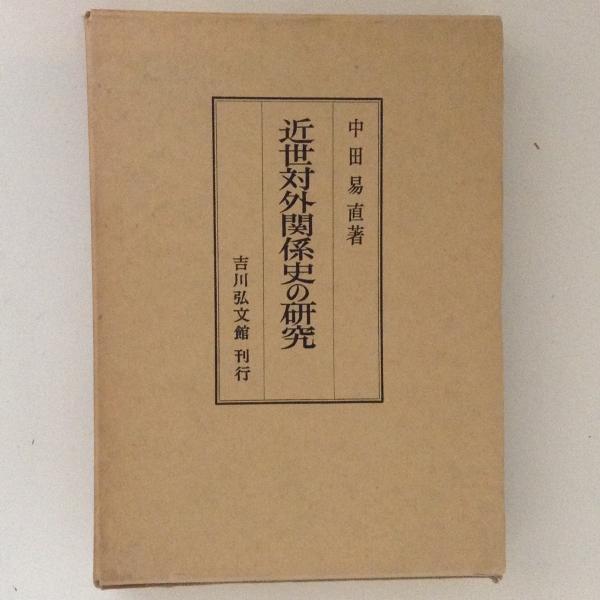 中田易直著
近世対外関係史の研究
吉川弘文館 刊行